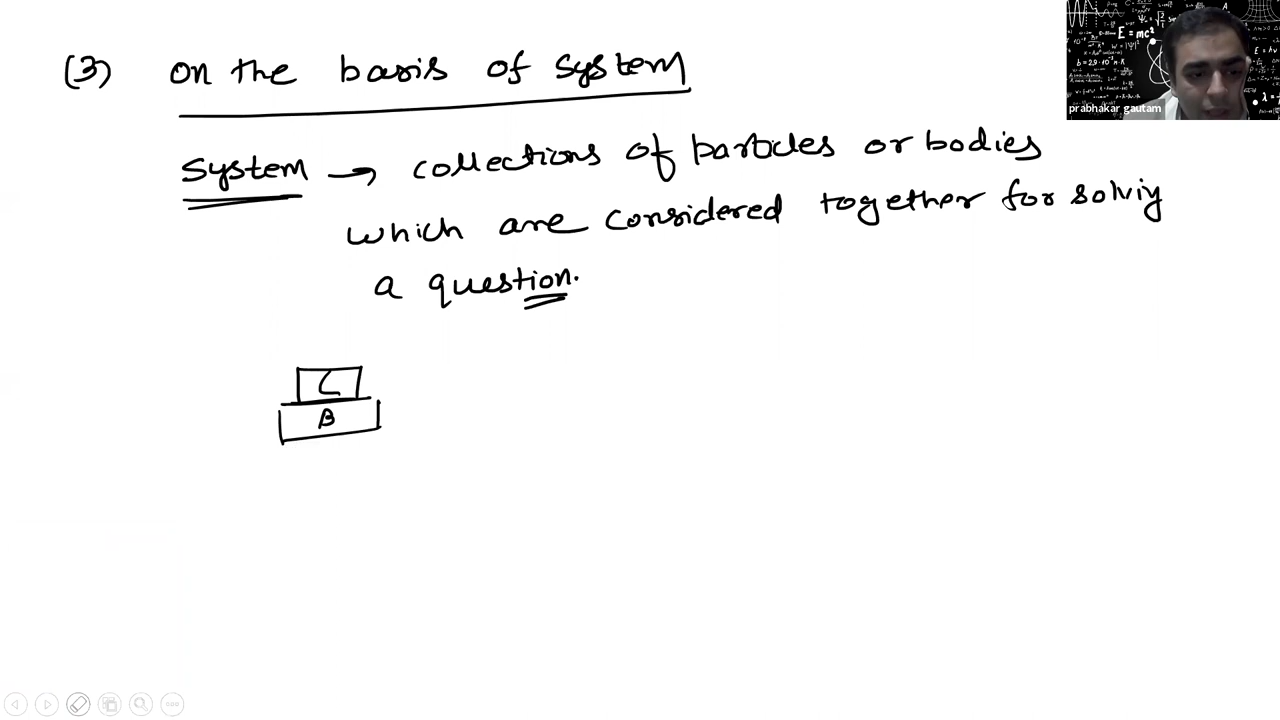 (3) on the basis of system
system → collections of particles or bodies
which are considered together for solviy
a question.
C
B
E = mc²
prabhakar gautam